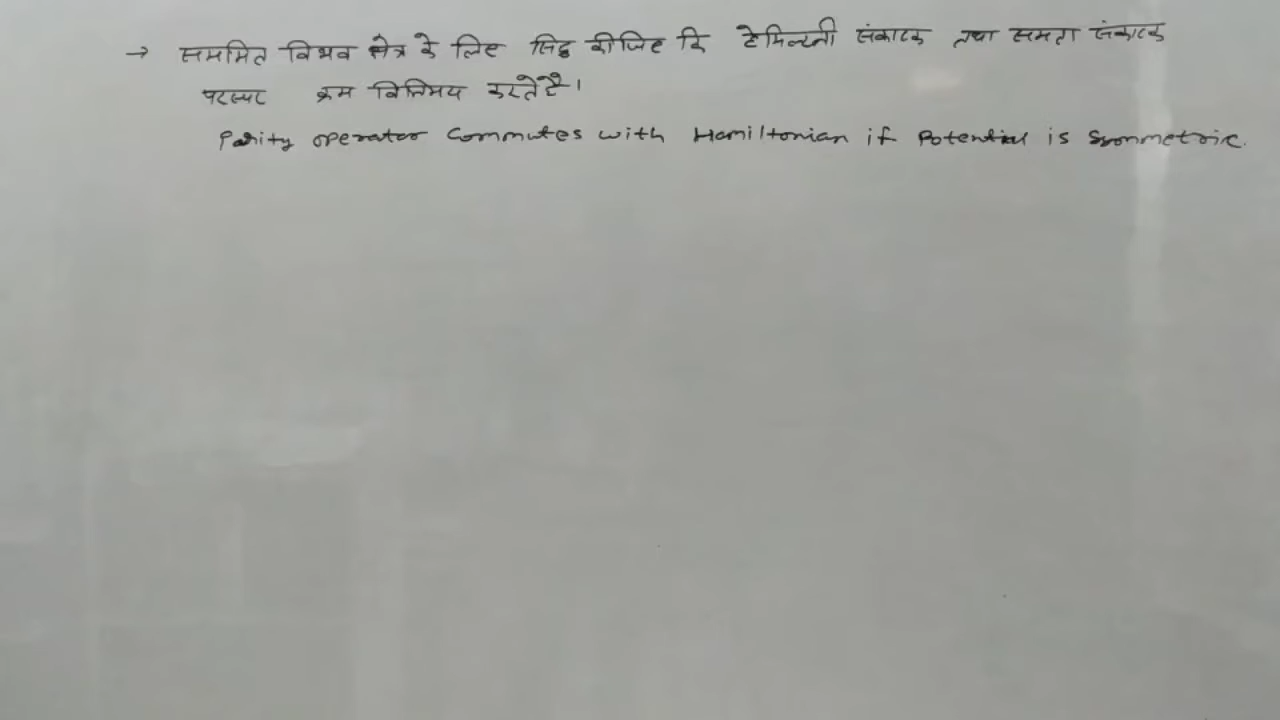 → सममित विभव क्षेत्र के लिए सिद्ध कीजिए कि हैमिल्टनी संकारक तथा समता संकारक
परस्पर क्रम विनिमय करते है।
Parity operator Commutes with Hamiltonian if Potential is Symmetric.